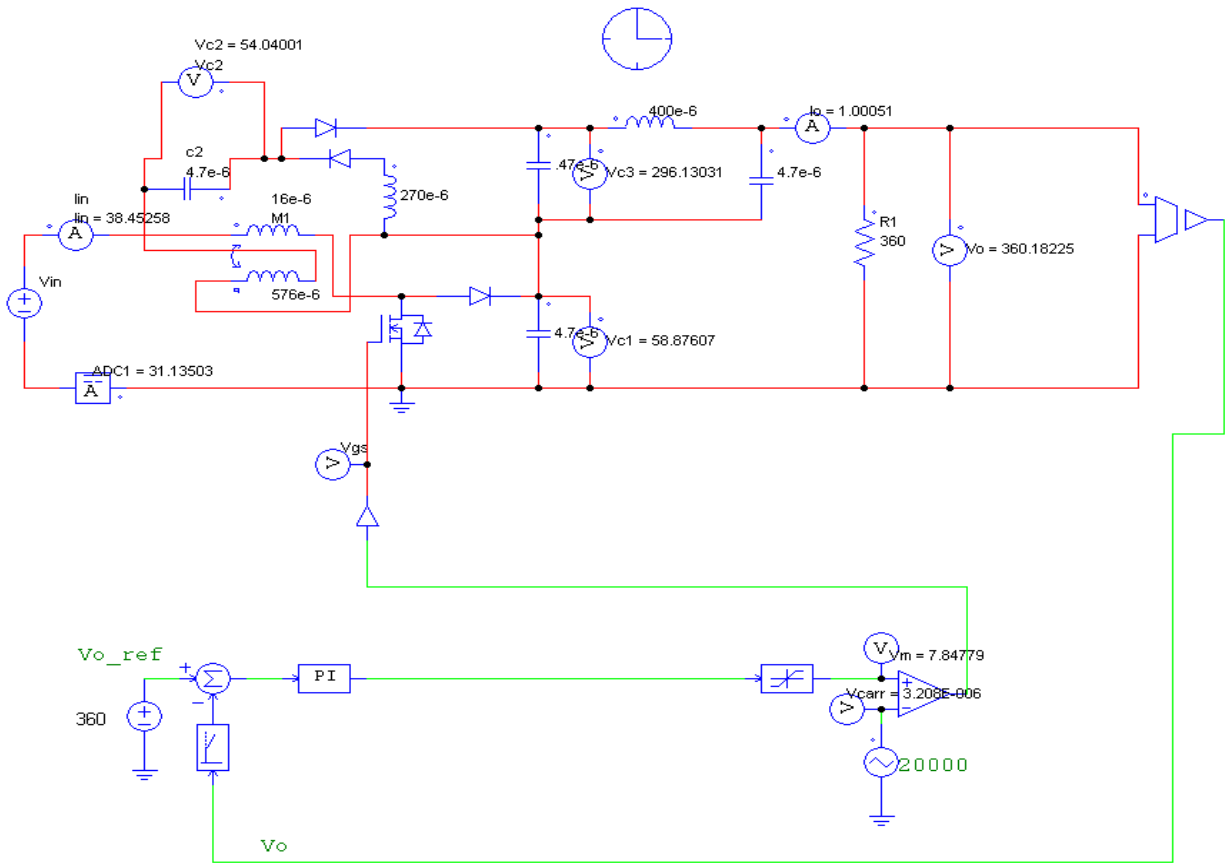 Vc2 = 54.04001
Vc2
V
c2
4.7e-6
Iin
Iin = 38.45258
A
16e-6
M1
576e-6
270e-6
Vin
ADC1 = 31.13503
A
.47e-6
V
Vc3 = 296.13031
400e-6
Io = 1.00051
A
4.7e-6
R1
360
V
Vo = 360.18225
4.7e-6
V
Vc1 = 58.87607
Vgs
V
Vo_ref
360
+
Σ
−
PI
V
Vm = 7.84779
Vcarr = 3.208E-006
V
20000
Vo